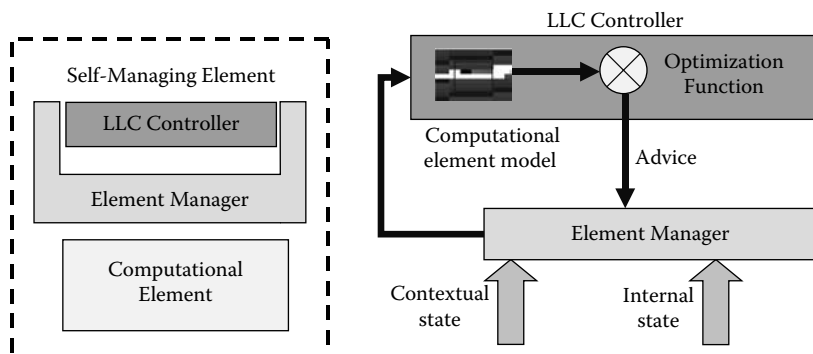 Self-Managing Element
LLC Controller
Element Manager
Computational
Element
LLC Controller
Optimization
Function
Computational
element model
Advice
Element Manager
Contextual
state
Internal
state